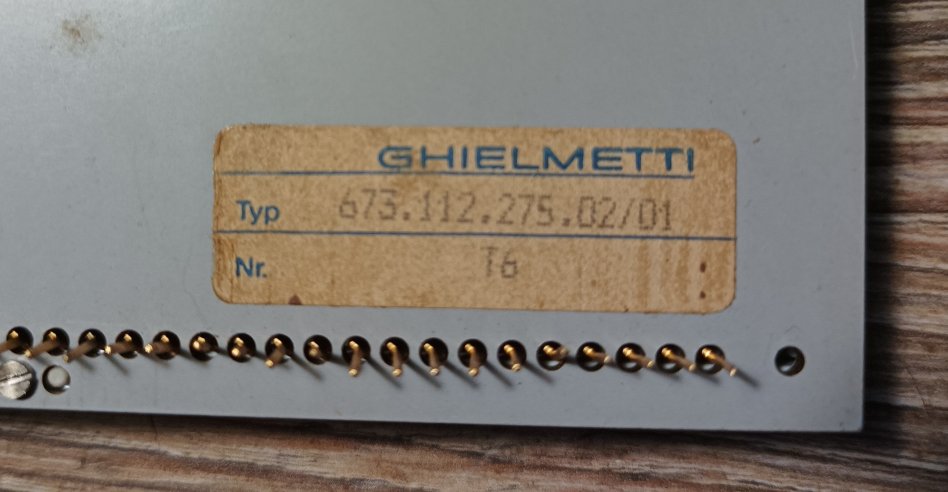 GHIELMETTI
Typ 673.112.275.02/01
Nr. T6